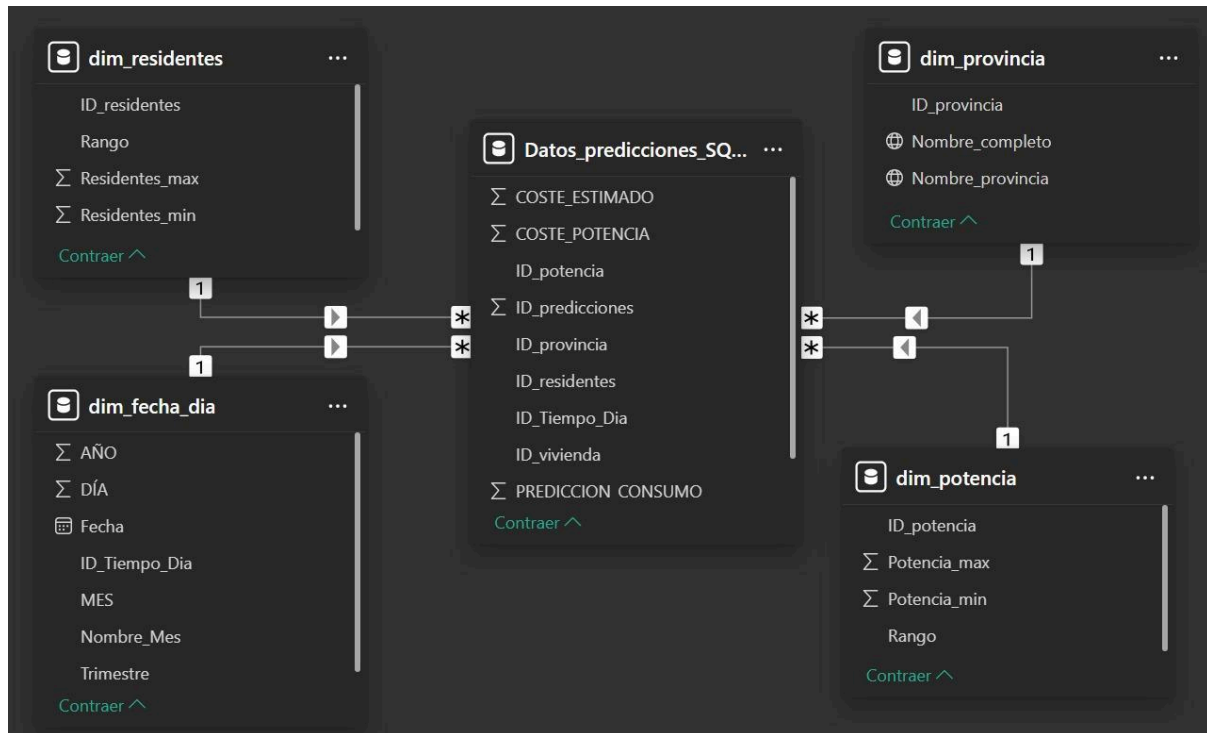 dim_residentes ...
ID_residentes
Rango
Σ Residentes_max
Σ Residentes_min
Contraer
1
*
dim_fecha_dia ...
1
*
Σ AÑO
Σ DÍA
Fecha
ID_Tiempo_Dia
MES
Nombre_Mes
Trimestre
Contraer
Datos_predicciones_SQ... ...
Σ COSTE_ESTIMADO
Σ COSTE_POTENCIA
ID_potencia
Σ ID_predicciones
ID_provincia
ID_residentes
ID_Tiempo_Dia
ID_vivienda
Σ PREDICCION_CONSUMO
Contraer
dim_provincia ...
ID_provincia
Nombre_completo
Nombre_provincia
Contraer
1
*
*
1
dim_potencia ...
ID_potencia
Σ Potencia_max
Σ Potencia_min
Rango
Contraer